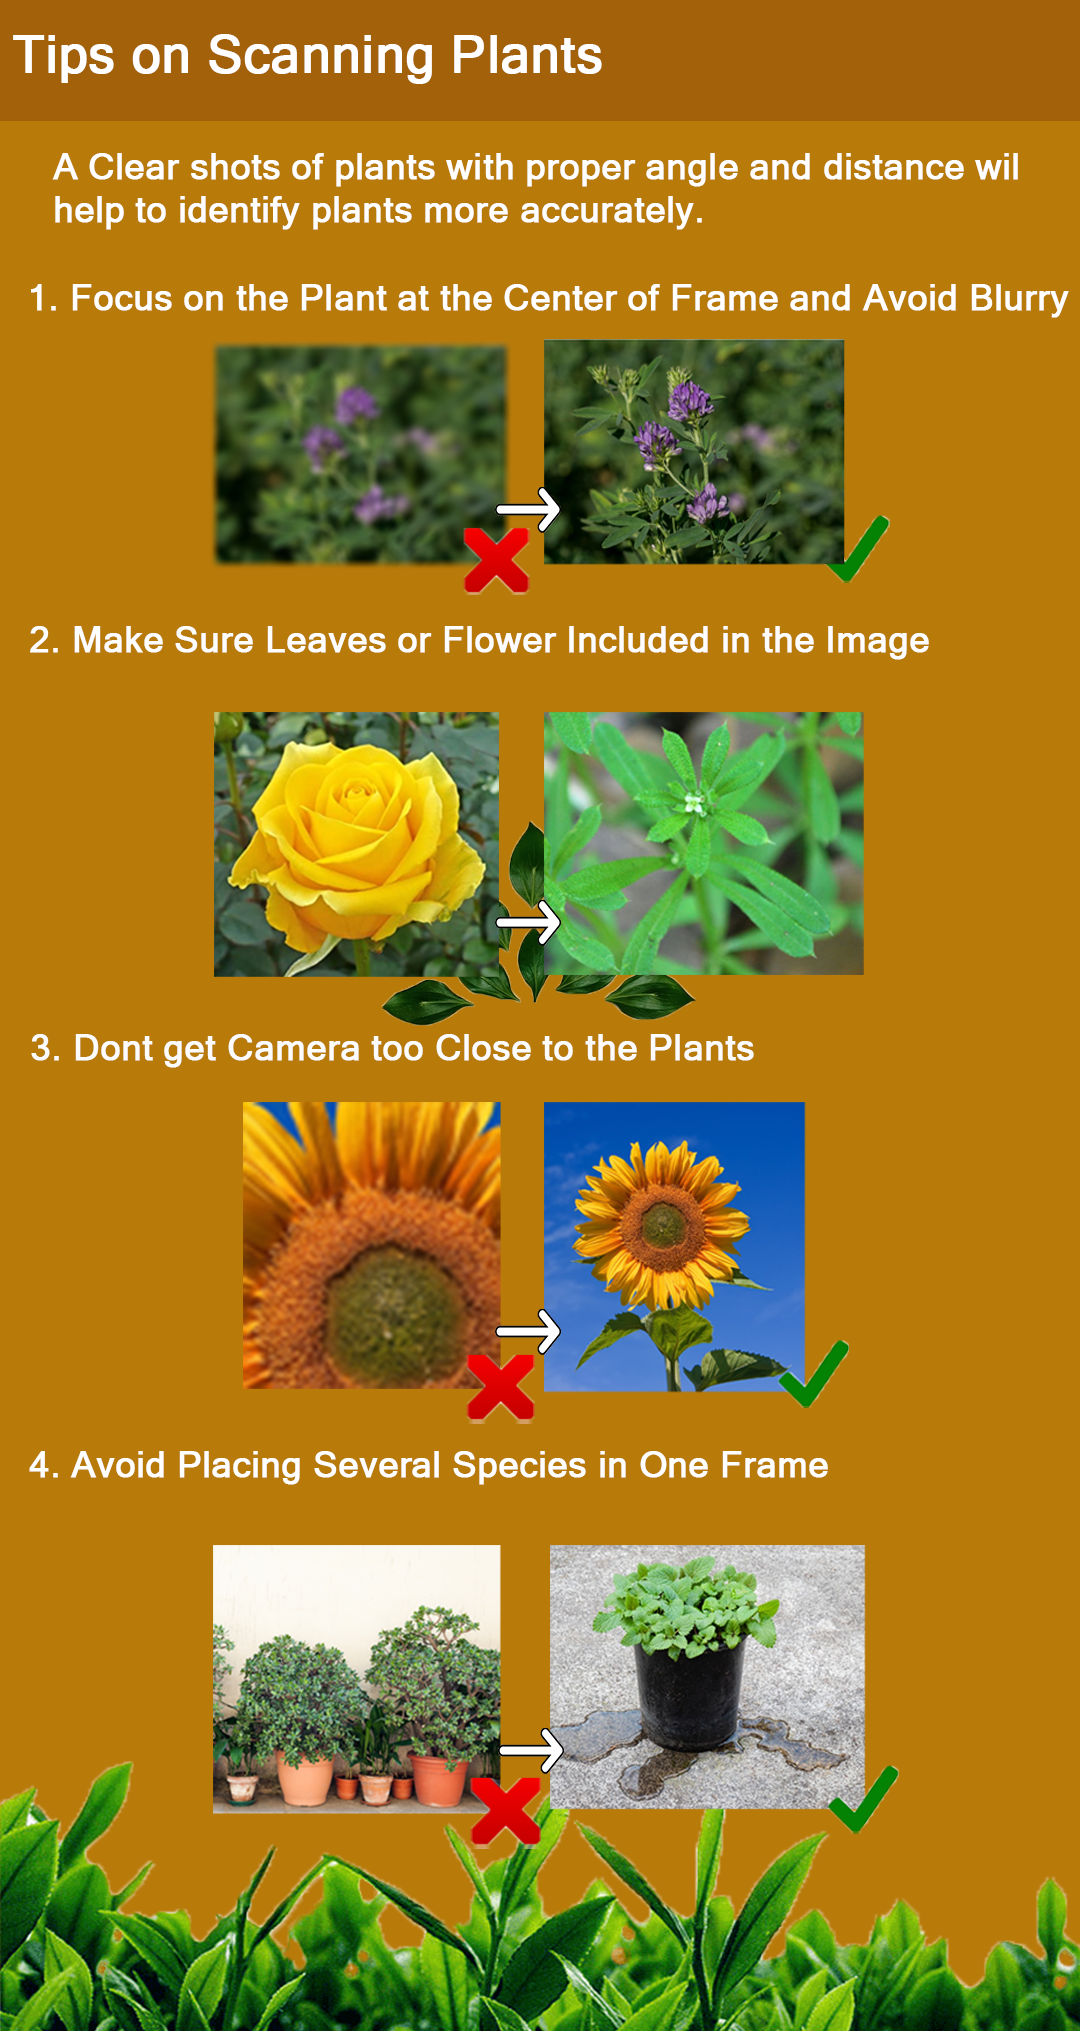 Tips on Scanning Plants
A Clear shots of plants with proper angle and distance wil
help to identify plants more accurately.
1. Focus on the Plant at the Center of Frame and Avoid Blurry
2. Make Sure Leaves or Flower Included in the Image
3. Dont get Camera too Close to the Plants
4. Avoid Placing Several Species in One Frame